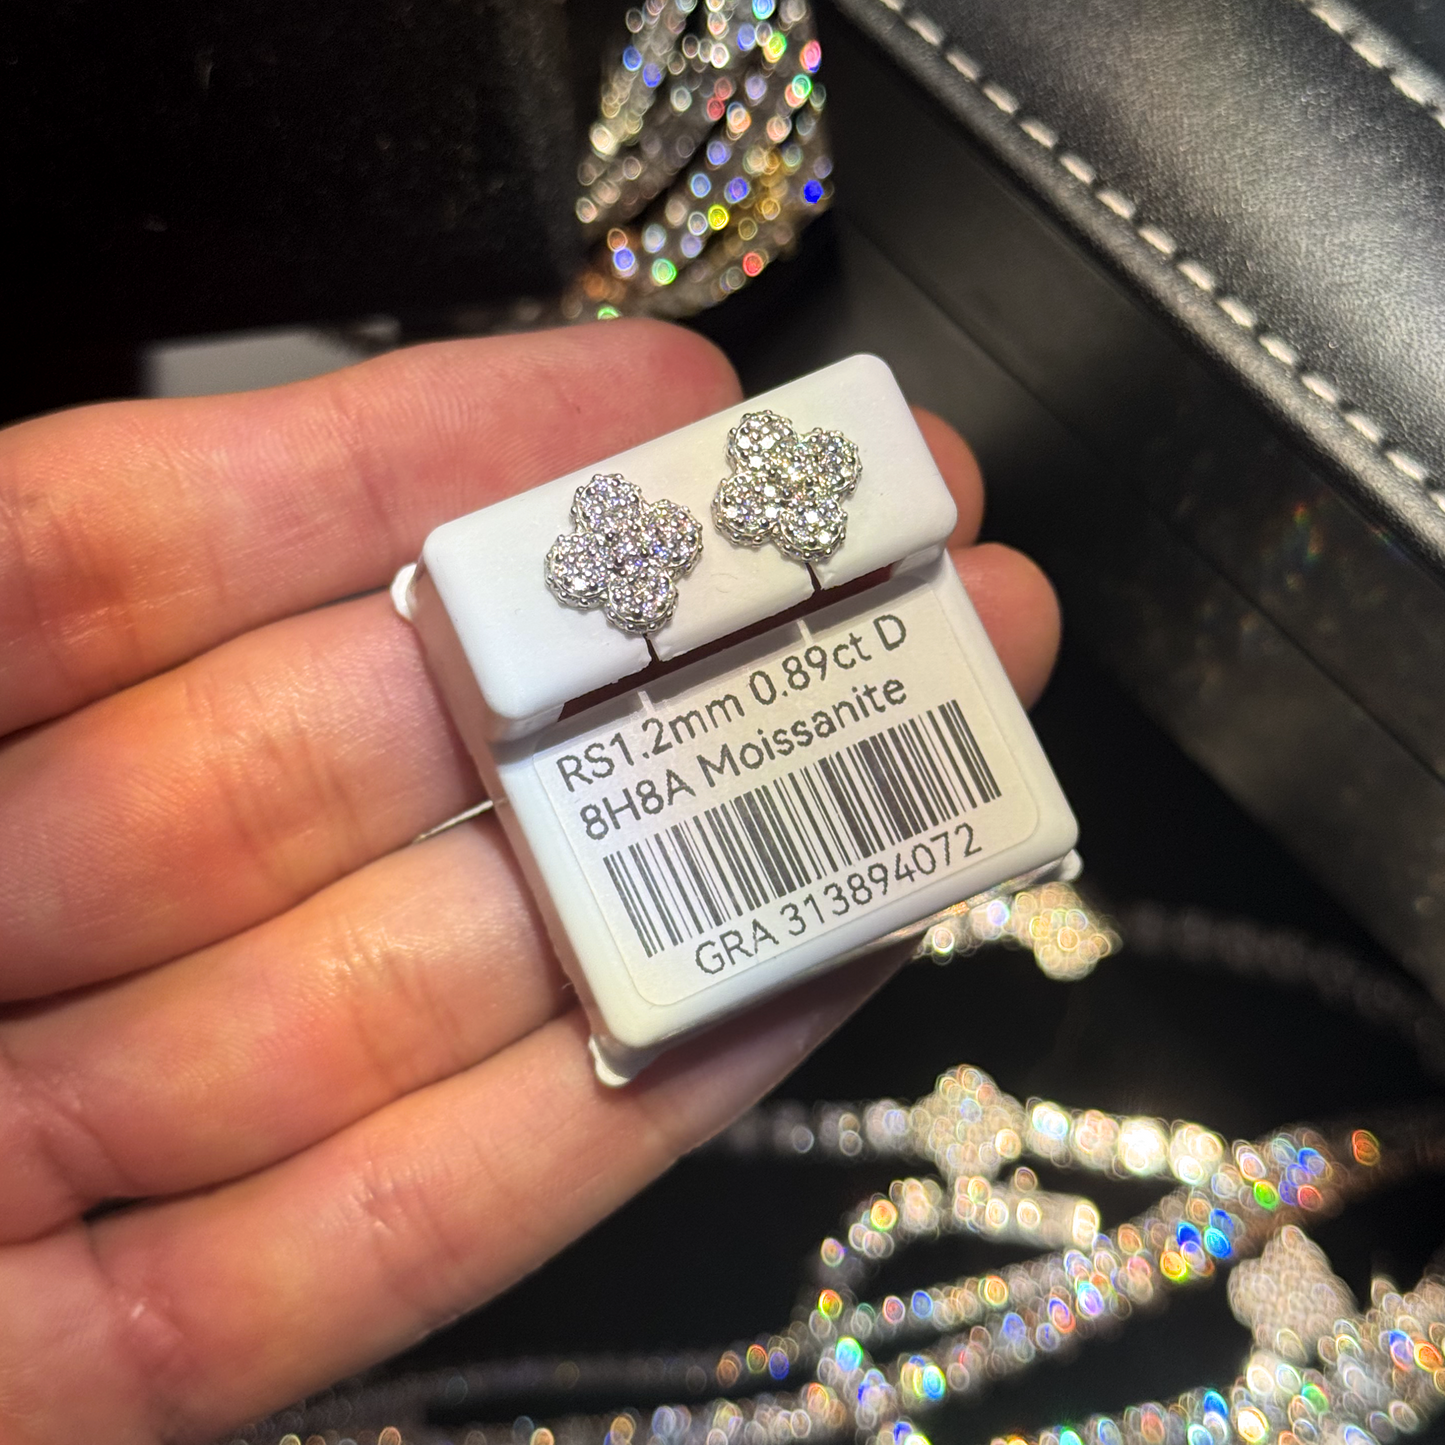 RS1.2mm 0.89ct D
8H8A Moissanite
GRA 313894072